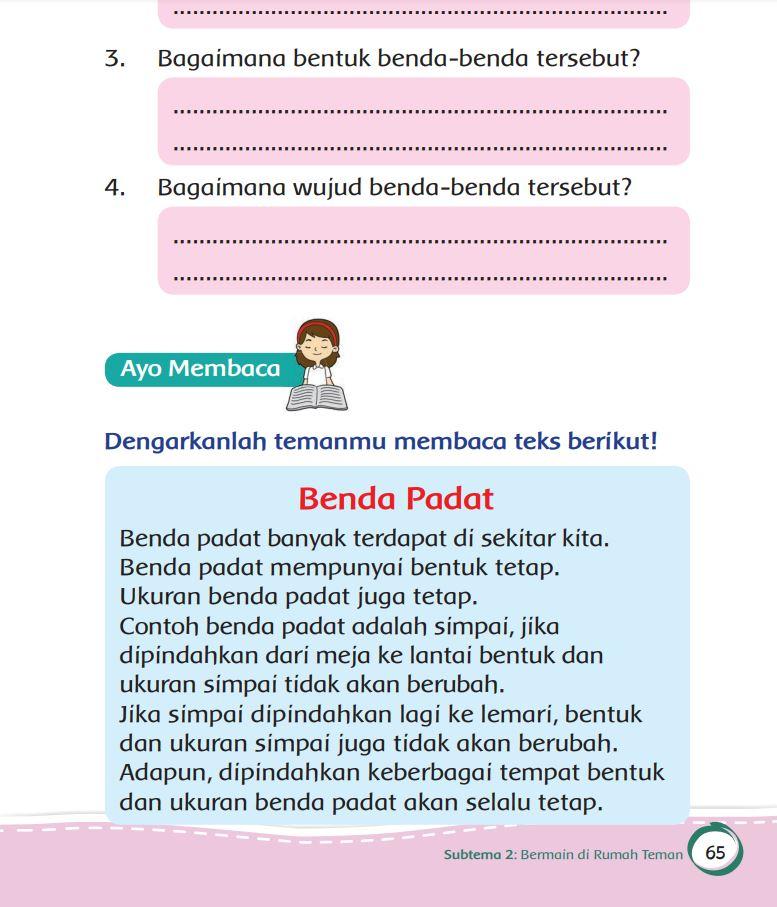 ........................................................................
3. Bagaimana bentuk benda-benda tersebut?
........................................................................
........................................................................
4. Bagaimana wujud benda-benda tersebut?
........................................................................
........................................................................
Ayo Membaca
Dengarkanlah temanmu membaca teks berikut!
Benda Padat
Benda padat banyak terdapat di sekitar kita.
Benda padat mempunyai bentuk tetap.
Ukuran benda padat juga tetap.
Contoh benda padat adalah simpai, jika
dipindahkan dari meja ke lantai bentuk dan
ukuran simpai tidak akan berubah.
Jika simpai dipindahkan lagi ke lemari, bentuk
dan ukuran simpai juga tidak akan berubah.
Adapun, dipindahkan keberbagai tempat bentuk
dan ukuran benda padat akan selalu tetap.
Subtema 2: Bermain di Rumah Teman 65